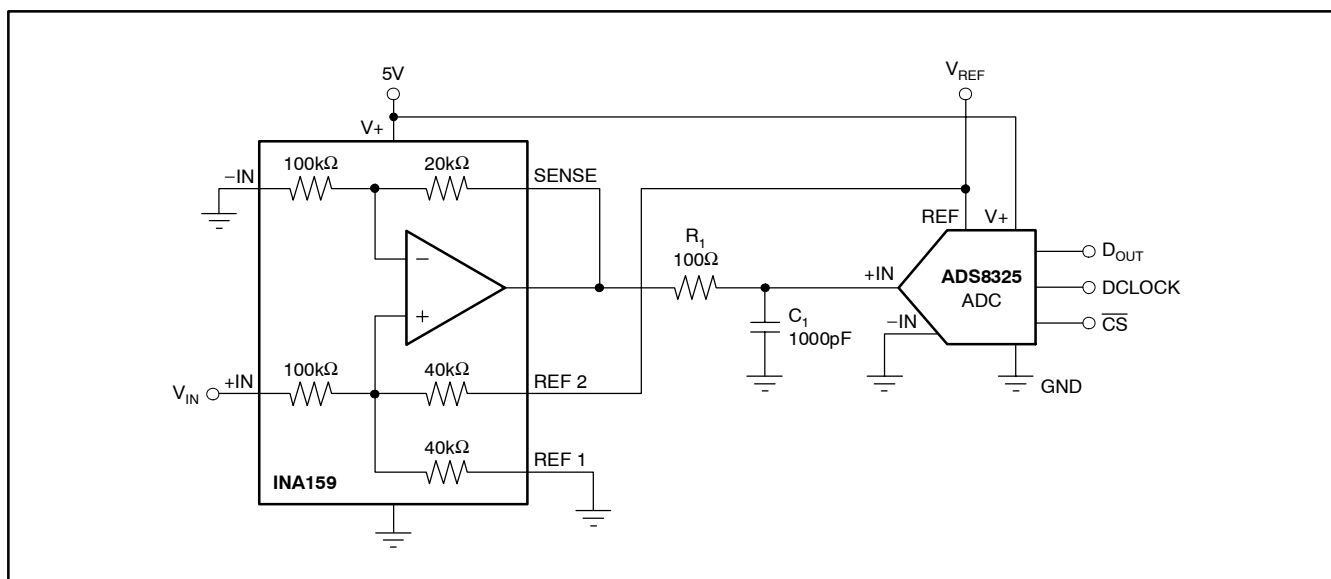 5V
V+
VREF
−IN
100kΩ
20kΩ
SENSE
−
+
R1
100Ω
C1
1000pF
REF
V+
+IN
−IN
ADS8325
ADC
DOUT
DCLOCK
C̅S̅
GND
VIN
+IN
100kΩ
40kΩ
REF 2
40kΩ
REF 1
INA159